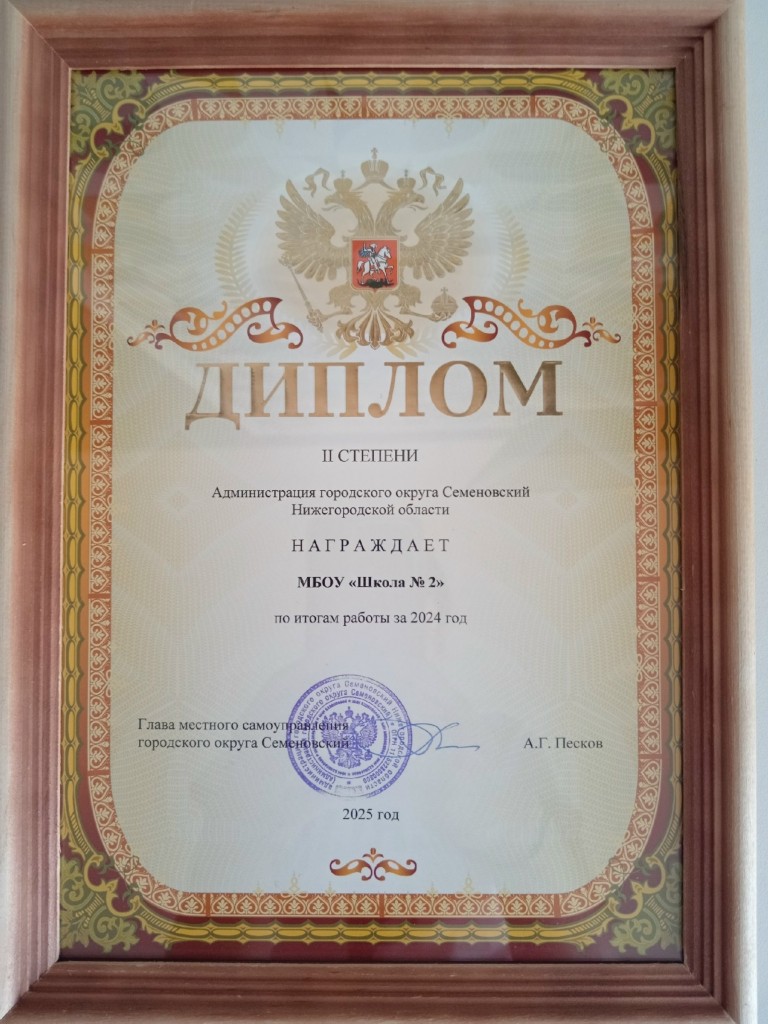 ДИПЛОМ
II СТЕПЕНИ
Администрация городского округа Семеновский
Нижегородской области
НАГРАЖДАЕТ
МБОУ «Школа № 2»
по итогам работы за 2024 год
Глава местного самоуправления
городского округа Семеновский
А.Г. Песков
2025 год